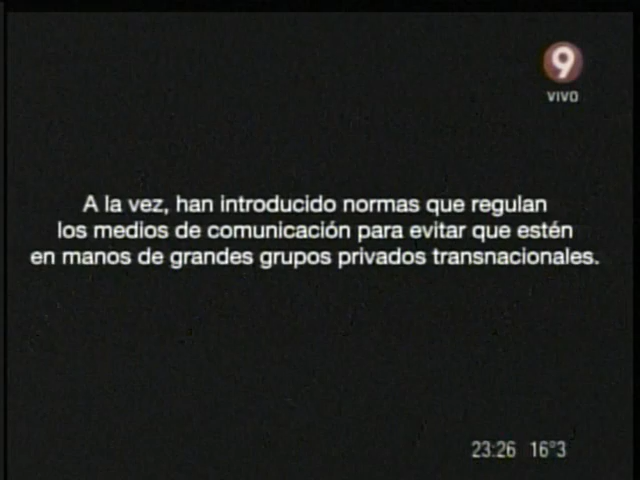 9
VIVO
A la vez, han introducido normas que regulan
los medios de comunicación para evitar que estén
en manos de grandes grupos privados transnacionales.
23:26 16°3